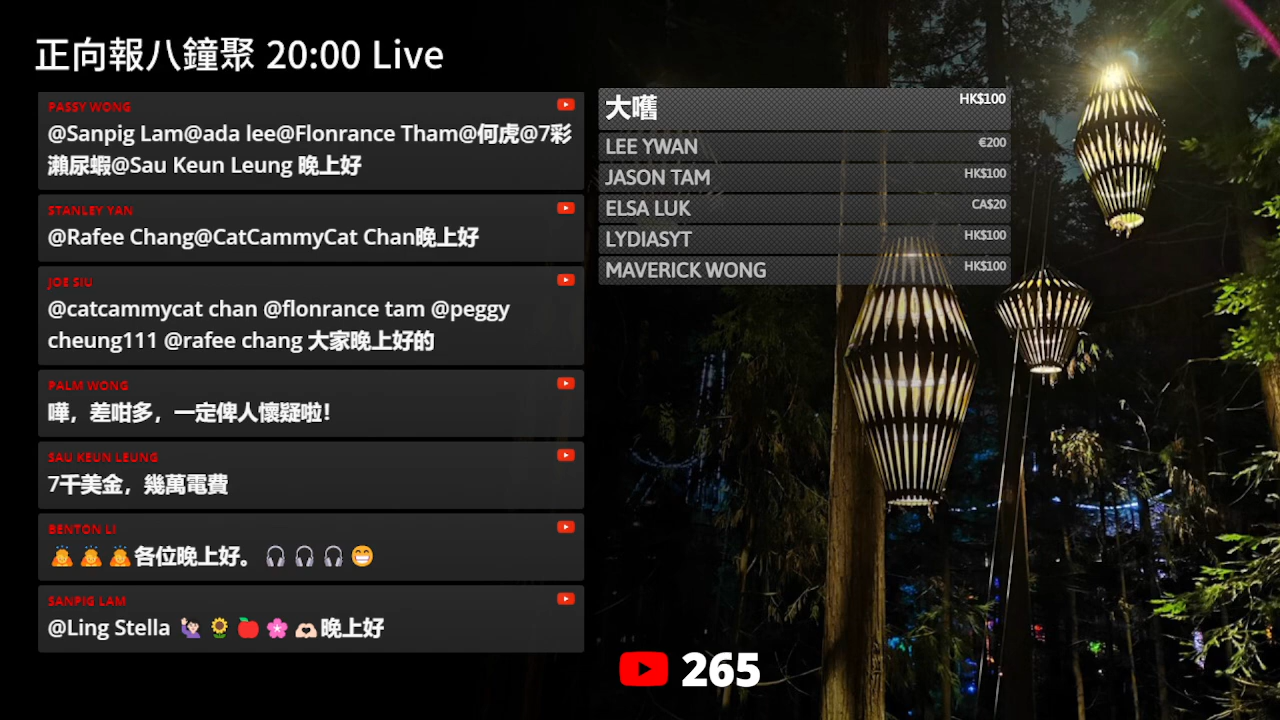 正向報八鐘聚 20:00 Live
PASSY WONG
@Sanpig Lam@ada lee@Flonrance Tham@何虎@7彩
瀨尿蝦@Sau Keun Leung 晚上好
STANLEY YAN
@Rafee Chang@CatCammyCat Chan晚上好
JOE SIU
@catcammycat chan @flonrance tam @peggy
cheung111 @rafee chang 大家晚上好的
PALM WONG
嘩，差咁多，一定俾人懷疑啦！
SAU KEUN LEUNG
7千美金，幾萬電費
BENTON LI
🙇🙇🙇各位晚上好。🎧🎧🎧😁
SANPIG LAM
@Ling Stella 🙋🏻‍♀️🌻🍎🌸🫶🏻晚上好
大嚿 HK$100
LEE YWAN €200
JASON TAM HK$100
ELSA LUK CA$20
LYDIASYT HK$100
MAVERICK WONG HK$100
265